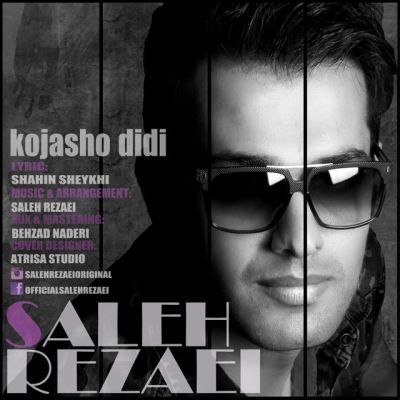 kojasho didi
LYRIC:
SHAHIN SHEYKHI
MUSIC & ARRANGEMENT:
SALEH REZAEI
MIX & MASTERING:
BEHZAD NADERI
COVER DESIGNER:
ATRISA STUDIO
SALEHREZAEIORIGINAL
OFFICIALSALEHREZAEI
SALEH
REZAEI